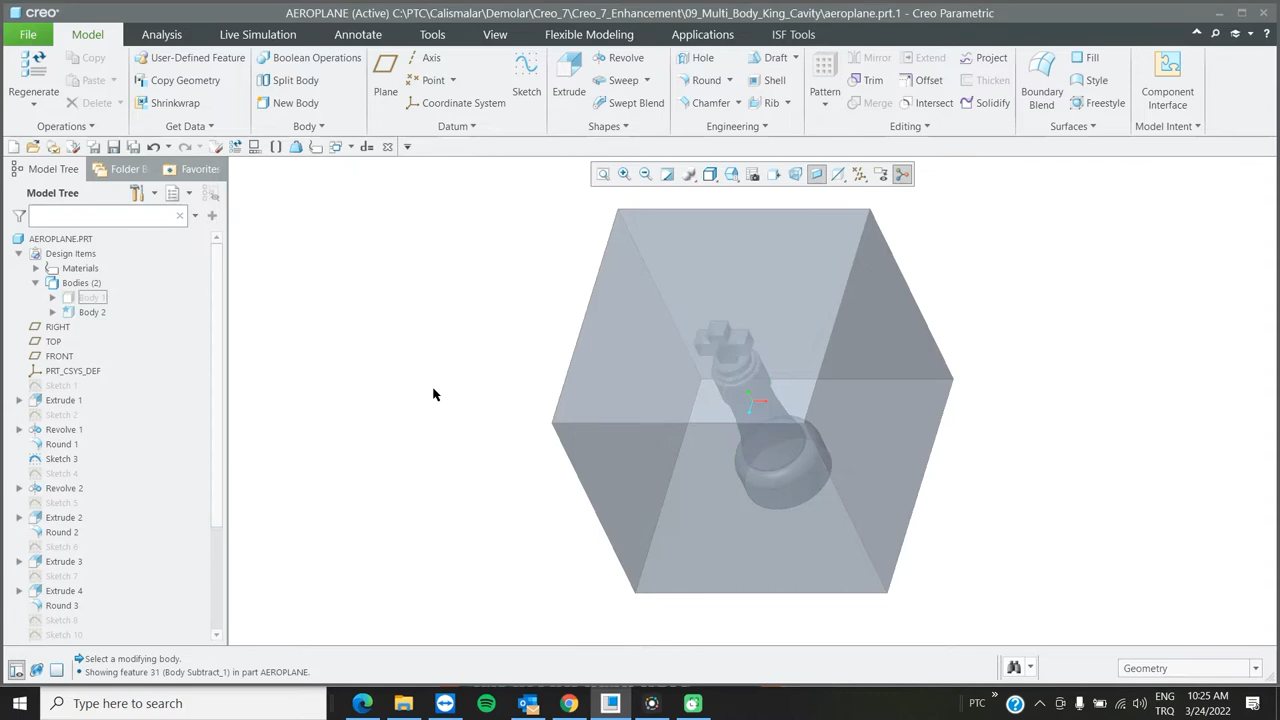 creo
AEROPLANE (Active) C:\PTC\Calismalar\Demolar\Creo_7\Creo_7_Enhancement\09_Multi_Body_King_Cavity\aeroplane.prt.1 - Creo Parametric
File Model Analysis Live Simulation Annotate Tools View Flexible Modeling Applications ISF Tools
Regenerate
Copy
Paste
Delete
Operations
User-Defined Feature
Copy Geometry
Shrinkwrap
Get Data
Boolean Operations
Split Body
New Body
Body
Plane
Axis
Point
Coordinate System
Sketch
Datum
Extrude
Revolve
Sweep
Swept Blend
Shapes
Hole
Round
Chamfer
Draft
Shell
Rib
Engineering
Pattern
Mirror
Trim
Merge
Extend
Offset
Intersect
Project
Thicken
Solidify
Editing
Boundary
Blend
Fill
Style
Freestyle
Surfaces
Component
Interface
Model Intent
Model Tree Folder B Favorites
Model Tree
AEROPLANE.PRT
Design Items
Materials
Bodies (2)
Body 1
Body 2
RIGHT
TOP
FRONT
PRT_CSYS_DEF
Sketch 1
Extrude 1
Sketch 2
Revolve 1
Round 1
Sketch 3
Sketch 4
Revolve 2
Sketch 5
Extrude 2
Round 2
Sketch 6
Extrude 3
Sketch 7
Extrude 4
Round 3
Sketch 8
Sketch 10
Select a modifying body.
Showing feature 31 (Body Subtract_1) in part AEROPLANE.
Geometry
Type here to search
PTC
ENG
TRQ
10:25 AM
3/24/2022